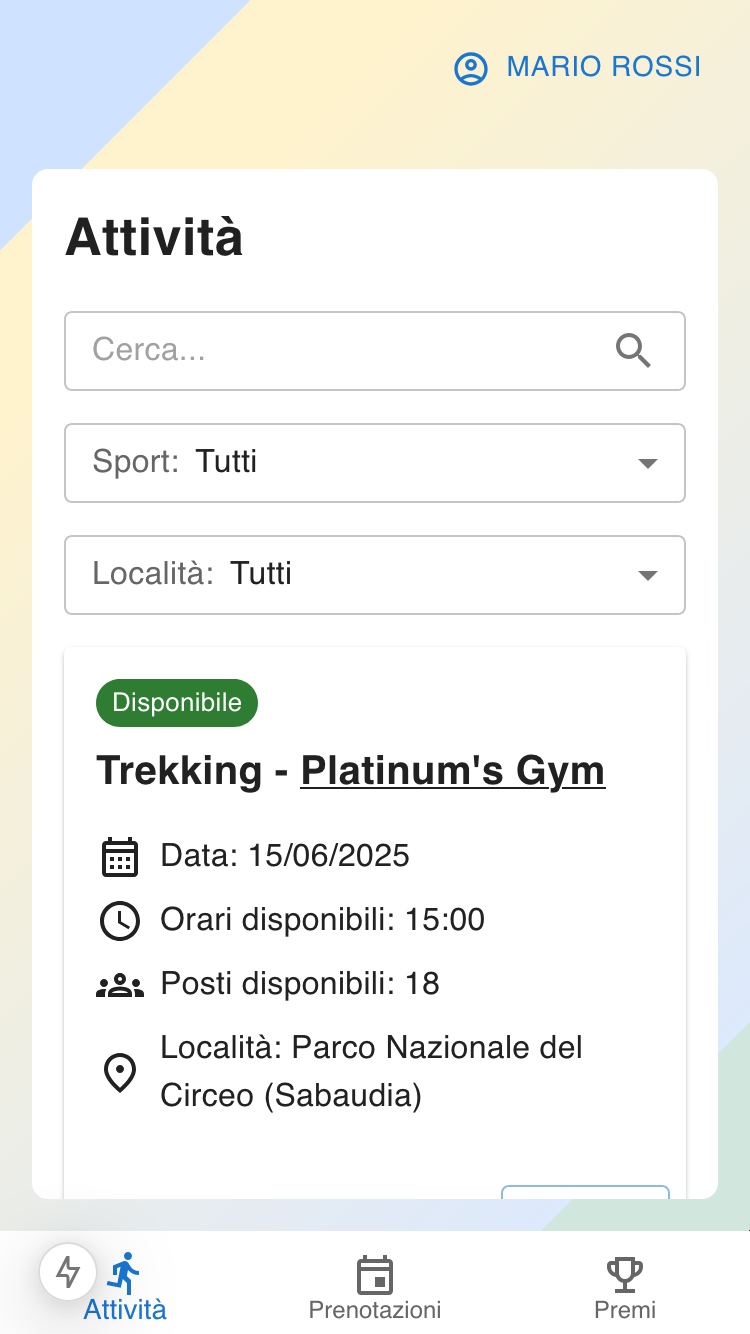 MARIO ROSSI
Attività
Cerca...
Sport: Tutti
Località: Tutti
Disponibile
Trekking - Platinum's Gym
Data: 15/06/2025
Orari disponibili: 15:00
Posti disponibili: 18
Località: Parco Nazionale del
Circeo (Sabaudia)
Attività
Prenotazioni
Premi